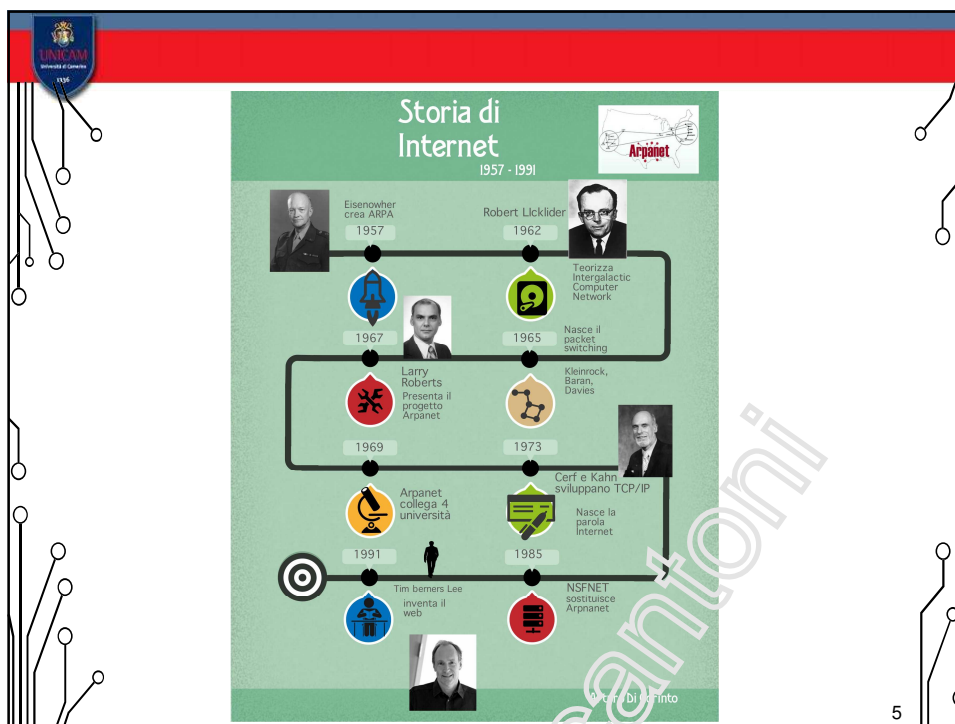 UNICAM
Università di Camerino
1336
Storia di
Internet
1957 - 1991
Arpanet
Eisenowher
crea ARPA
1957
Robert LIcklider
1962
Teorizza
Intergalactic
Computer
Network
1967
Larry
Roberts
Presenta il
progetto
Arpanet
1965
Nasce il
packet
switching
Kleinrock,
Baran,
Davies
1969
Arpanet
collega 4
università
1973
Cerf e Kahn
sviluppano TCP/IP
Nasce la
parola
Internet
1991
Tim berners Lee
inventa il
web
1985
NSFNET
sostituisce
Arpnanet
Di
5